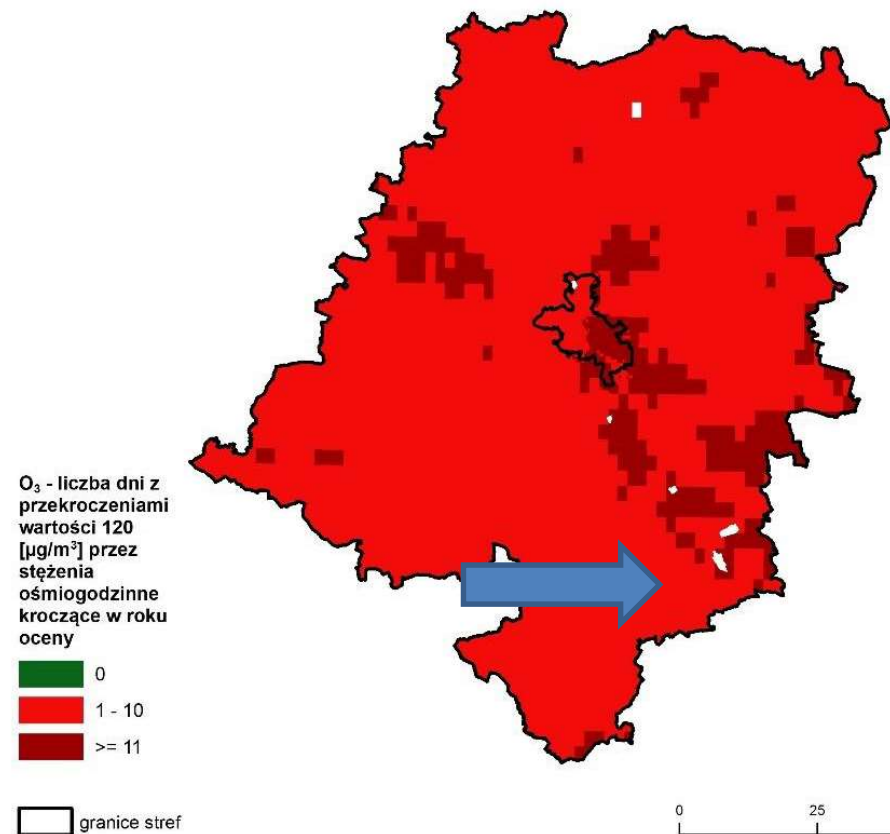 O₃ - liczba dni z
przekroczeniami
wartości 120
[µg/m³] przez
stężenia
ośmiogodzinne
kroczące w roku
oceny
0
1 - 10
>= 11
granice stref
0 25